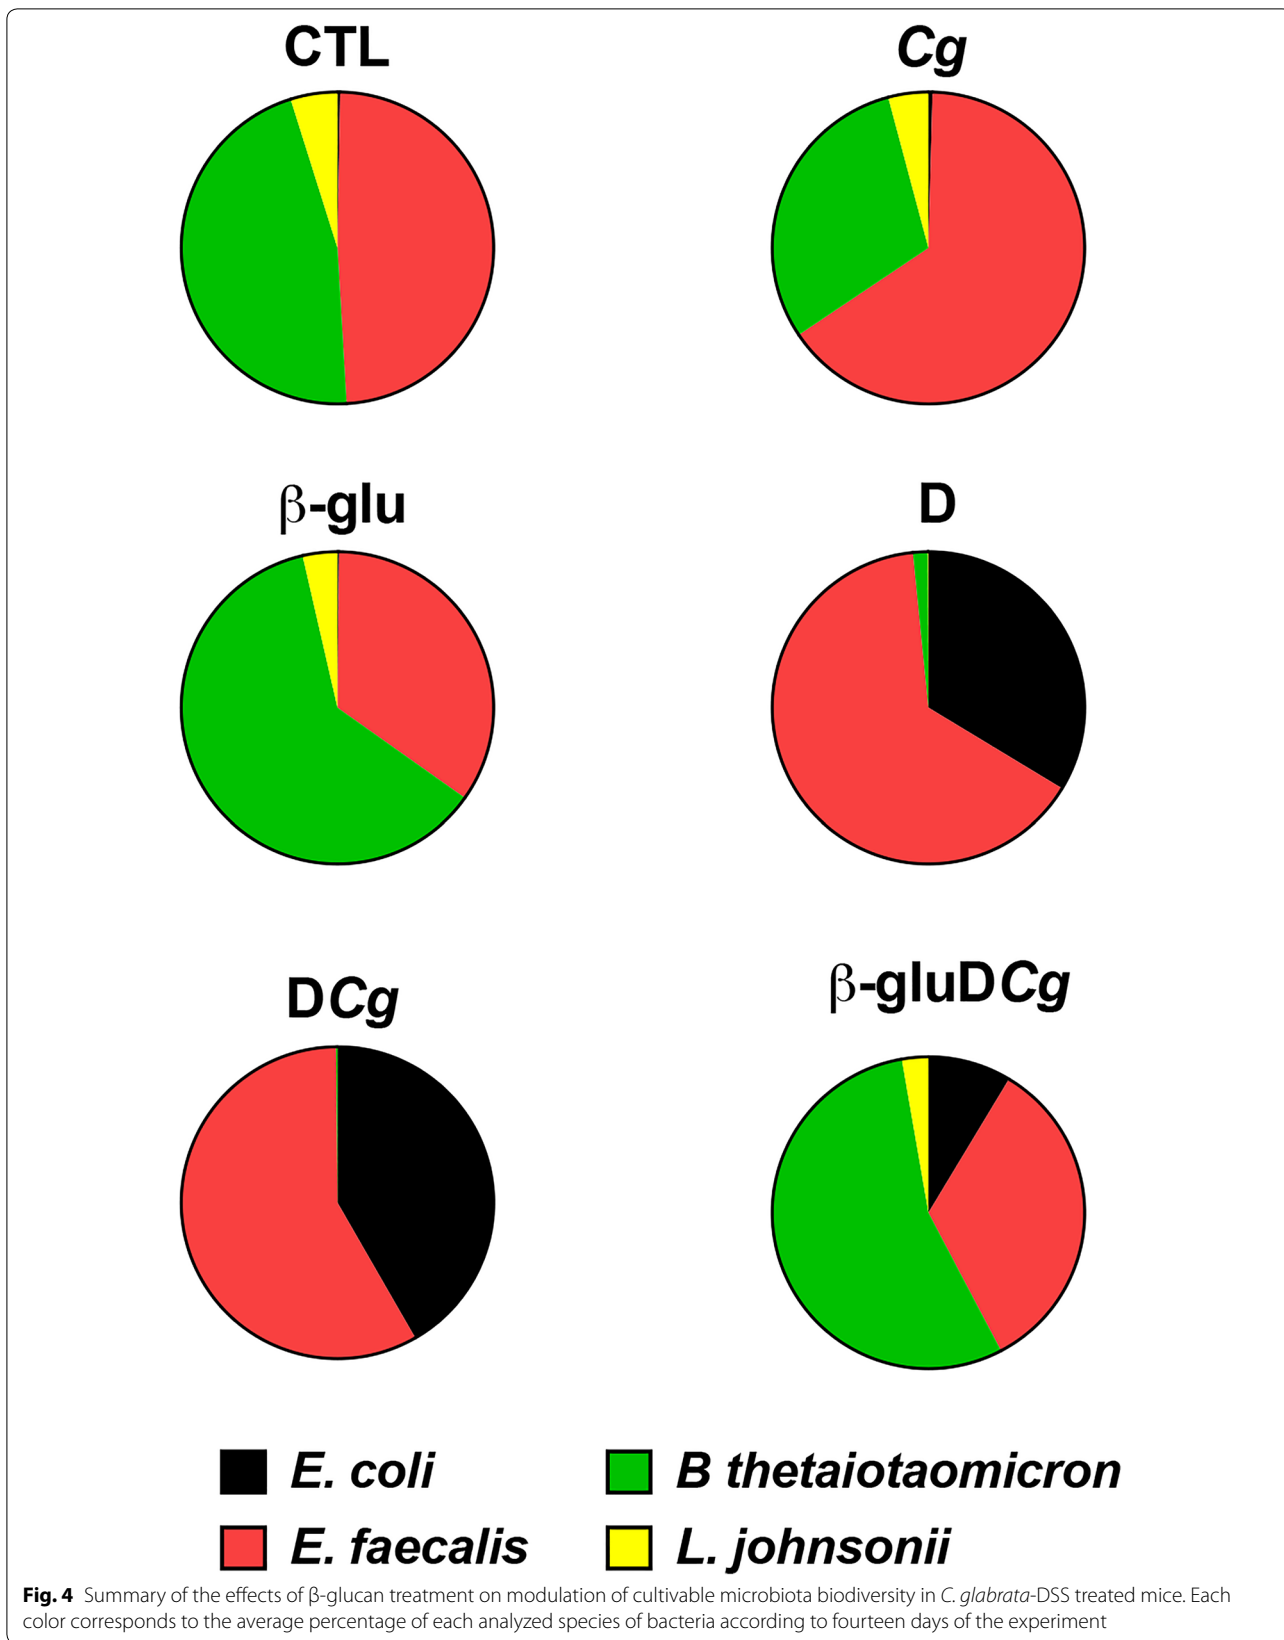 CTL
Cg
β-glu
D
DCg
β-gluDCg
E. coli
B thetaiotaomicron
E. faecalis
L. johnsonii
Fig. 4 Summary of the effects of β-glucan treatment on modulation of cultivable microbiota biodiversity in C. glabrata-DSS treated mice. Each
color corresponds to the average percentage of each analyzed species of bacteria according to fourteen days of the experiment